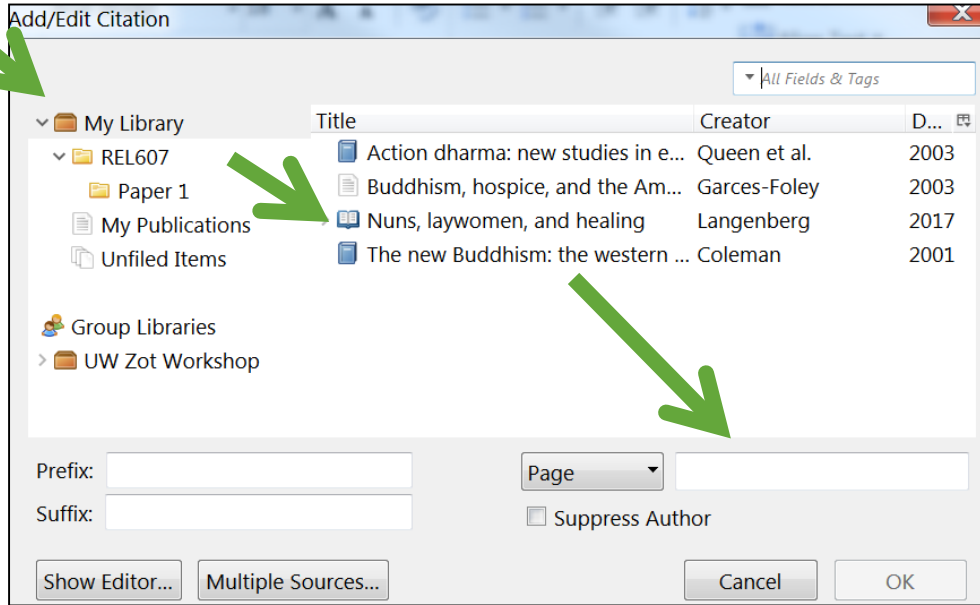 Add/Edit Citation
All Fields & Tags
My Library
REL607
Paper 1
My Publications
Unfiled Items
Group Libraries
UW Zot Workshop
Title Creator D...
Action dharma: new studies in e... Queen et al. 2003
Buddhism, hospice, and the Am... Garces-Foley 2003
Nuns, laywomen, and healing Langenberg 2017
The new Buddhism: the western ... Coleman 2001
Prefix:
Page
Suffix:
Suppress Author
Show Editor... Multiple Sources... Cancel OK